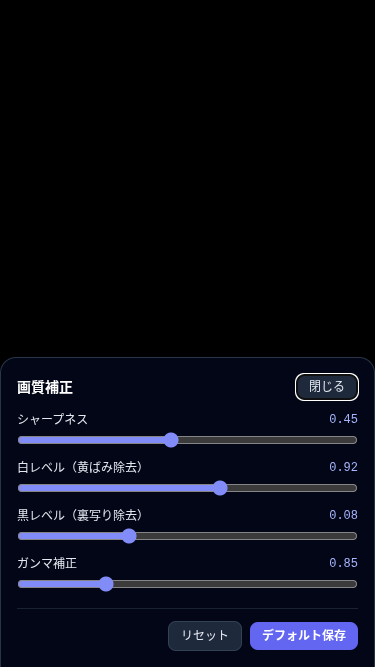 画質補正
閉じる
シャープネス 0.45
白レベル（黄ばみ除去） 0.92
黒レベル（裏写り除去） 0.08
ガンマ補正 0.85
リセット デフォルト保存